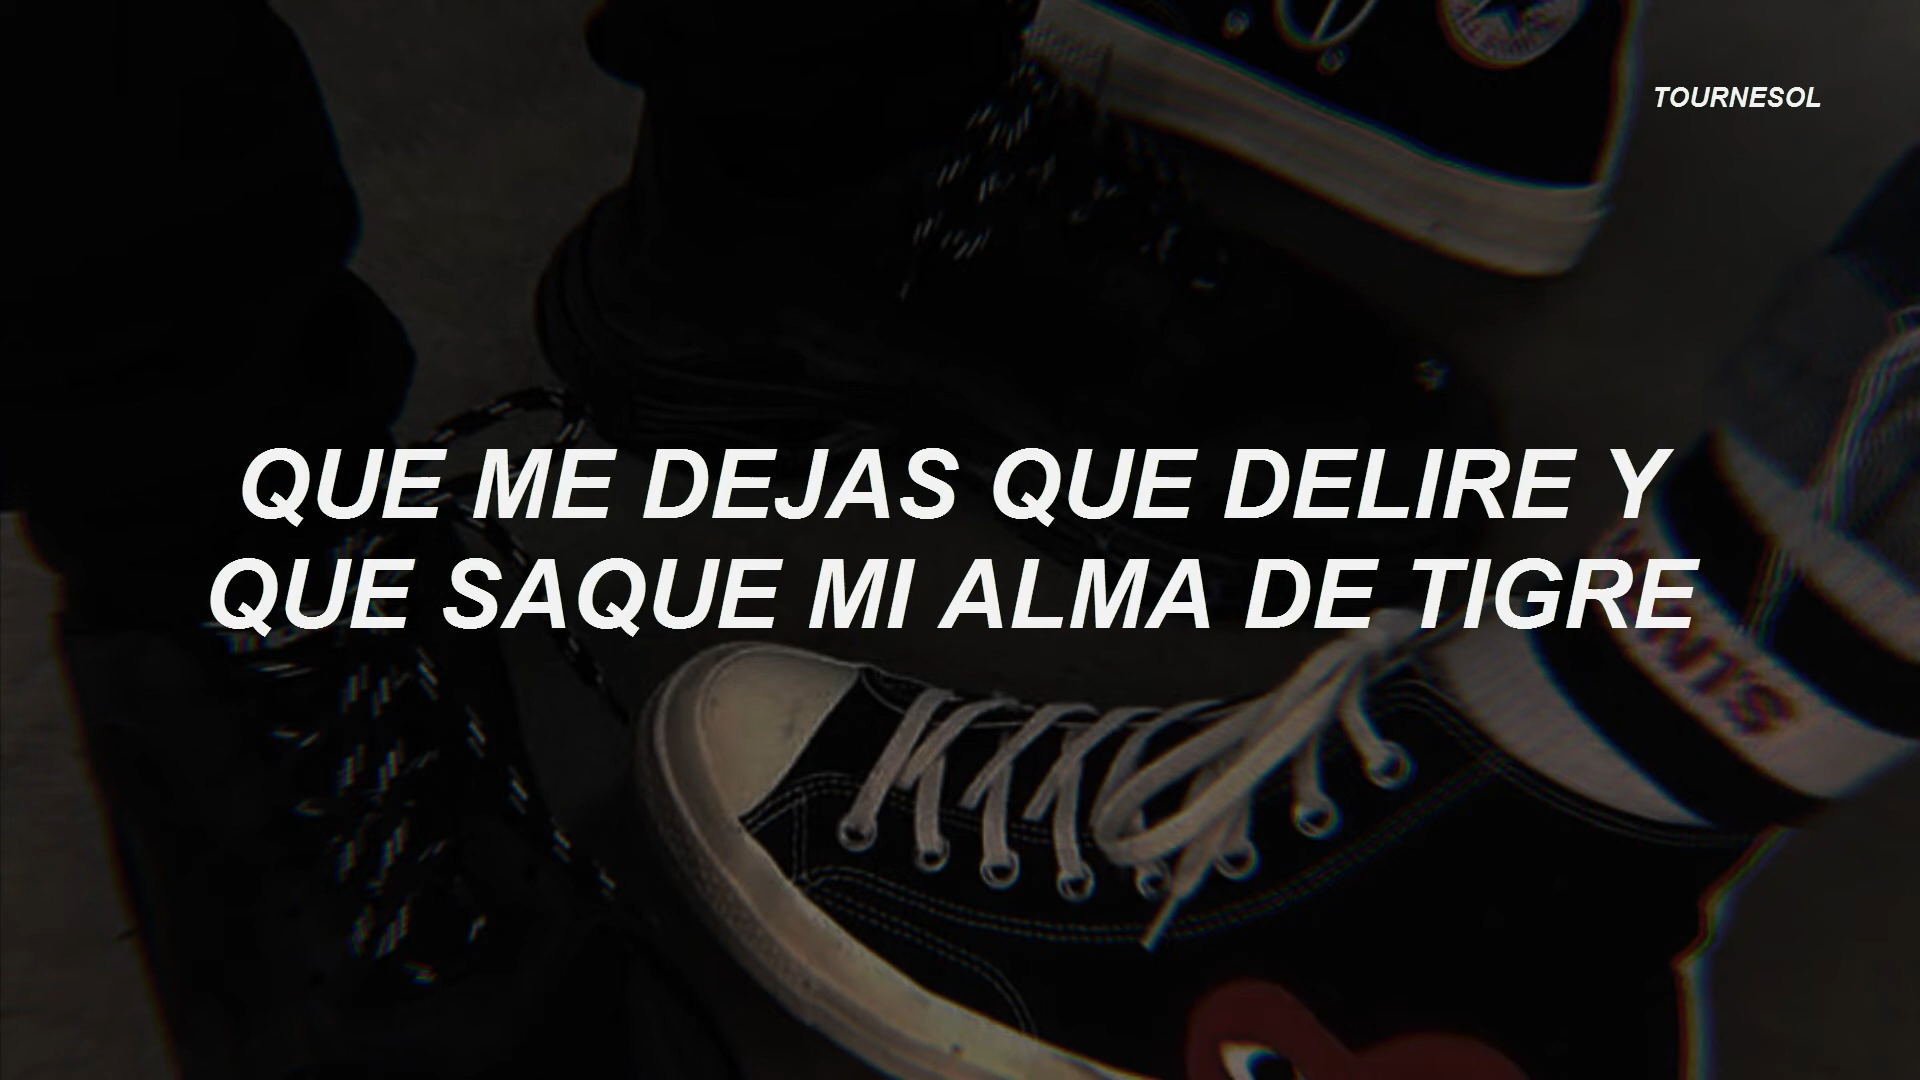 TOURNESOL
QUE ME DEJAS QUE DELIRE Y
QUE SAQUE MI ALMA DE TIGRE